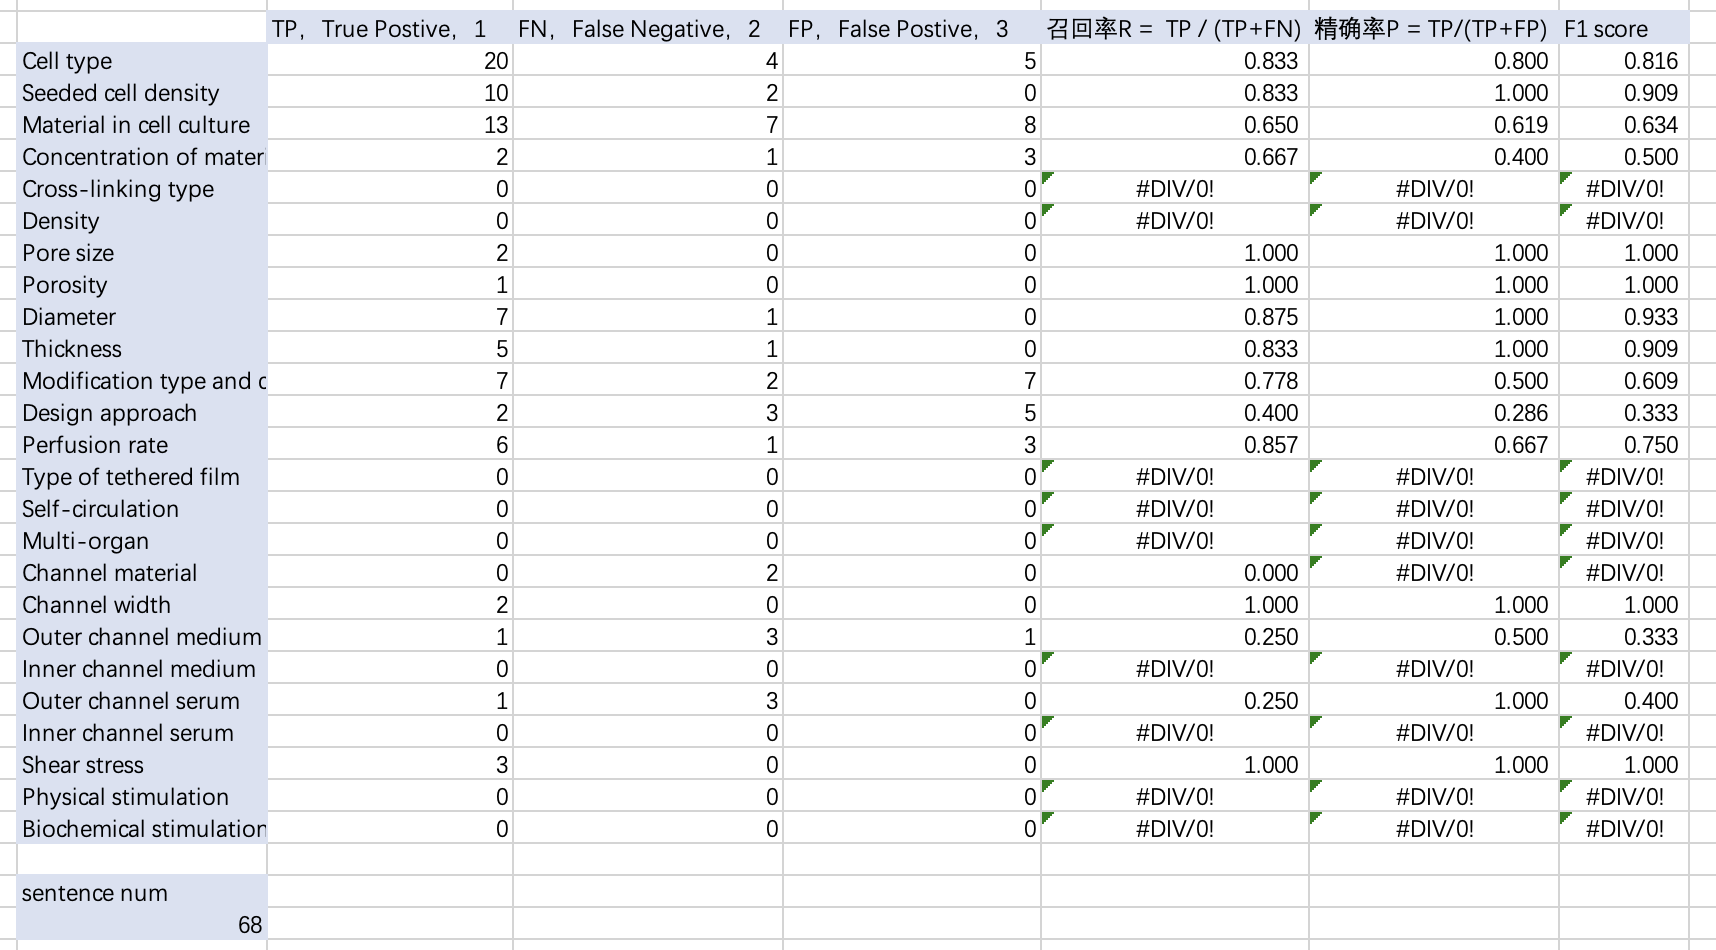 TP， True Postive， 1 FN， False Negative， 2 FP， False Postive， 3 召回率R = TP / (TP+FN) 精确率P = TP/(TP+FP) F1 score
Cell type 20 4 5 0.833 0.800 0.816
Seeded cell density 10 2 0 0.833 1.000 0.909
Material in cell culture 13 7 8 0.650 0.619 0.634
Concentration of materi 2 1 3 0.667 0.400 0.500
Cross-linking type 0 0 0 #DIV/0! #DIV/0! #DIV/0!
Density 0 0 0 #DIV/0! #DIV/0! #DIV/0!
Pore size 2 0 0 1.000 1.000 1.000
Porosity 1 0 0 1.000 1.000 1.000
Diameter 7 1 0 0.875 1.000 0.933
Thickness 5 1 0 0.833 1.000 0.909
Modification type and c 7 2 7 0.778 0.500 0.609
Design approach 2 3 5 0.400 0.286 0.333
Perfusion rate 6 1 3 0.857 0.667 0.750
Type of tethered film 0 0 0 #DIV/0! #DIV/0! #DIV/0!
Self-circulation 0 0 0 #DIV/0! #DIV/0! #DIV/0!
Multi-organ 0 0 0 #DIV/0! #DIV/0! #DIV/0!
Channel material 0 2 0 0.000 #DIV/0! #DIV/0!
Channel width 2 0 0 1.000 1.000 1.000
Outer channel medium 1 3 1 0.250 0.500 0.333
Inner channel medium 0 0 0 #DIV/0! #DIV/0! #DIV/0!
Outer channel serum 1 3 0 0.250 1.000 0.400
Inner channel serum 0 0 0 #DIV/0! #DIV/0! #DIV/0!
Shear stress 3 0 0 1.000 1.000 1.000
Physical stimulation 0 0 0 #DIV/0! #DIV/0! #DIV/0!
Biochemical stimulation 0 0 0 #DIV/0! #DIV/0! #DIV/0!
sentence num
68